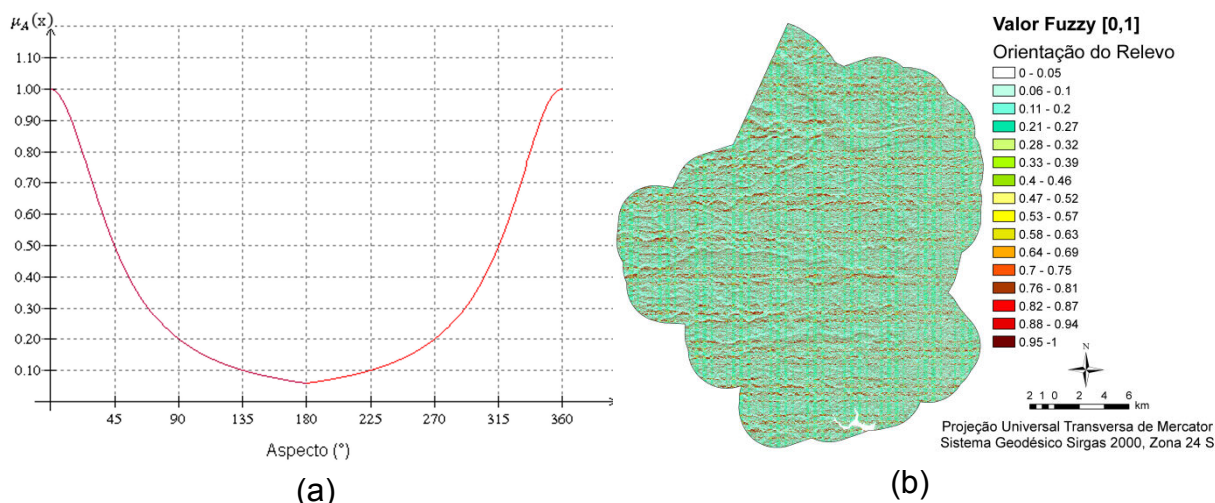 μA(x)
1.10
1.00
0.90
0.80
0.70
0.60
0.50
0.40
0.30
0.20
0.10
45 90 135 180 225 270 315 360
Aspecto (°)
(a)
Valor Fuzzy [0,1]
Orientação do Relevo
0 - 0.05
0.06 - 0.1
0.11 - 0.2
0.21 - 0.27
0.28 - 0.32
0.33 - 0.39
0.4 - 0.46
0.47 - 0.52
0.53 - 0.57
0.58 - 0.63
0.64 - 0.69
0.7 - 0.75
0.76 - 0.81
0.82 - 0.87
0.88 - 0.94
0.95 -1
2 1 0 2 4 6
km
Projeção Universal Transversa de Mercator
Sistema Geodésico Sirgas 2000, Zona 24 S
(b)